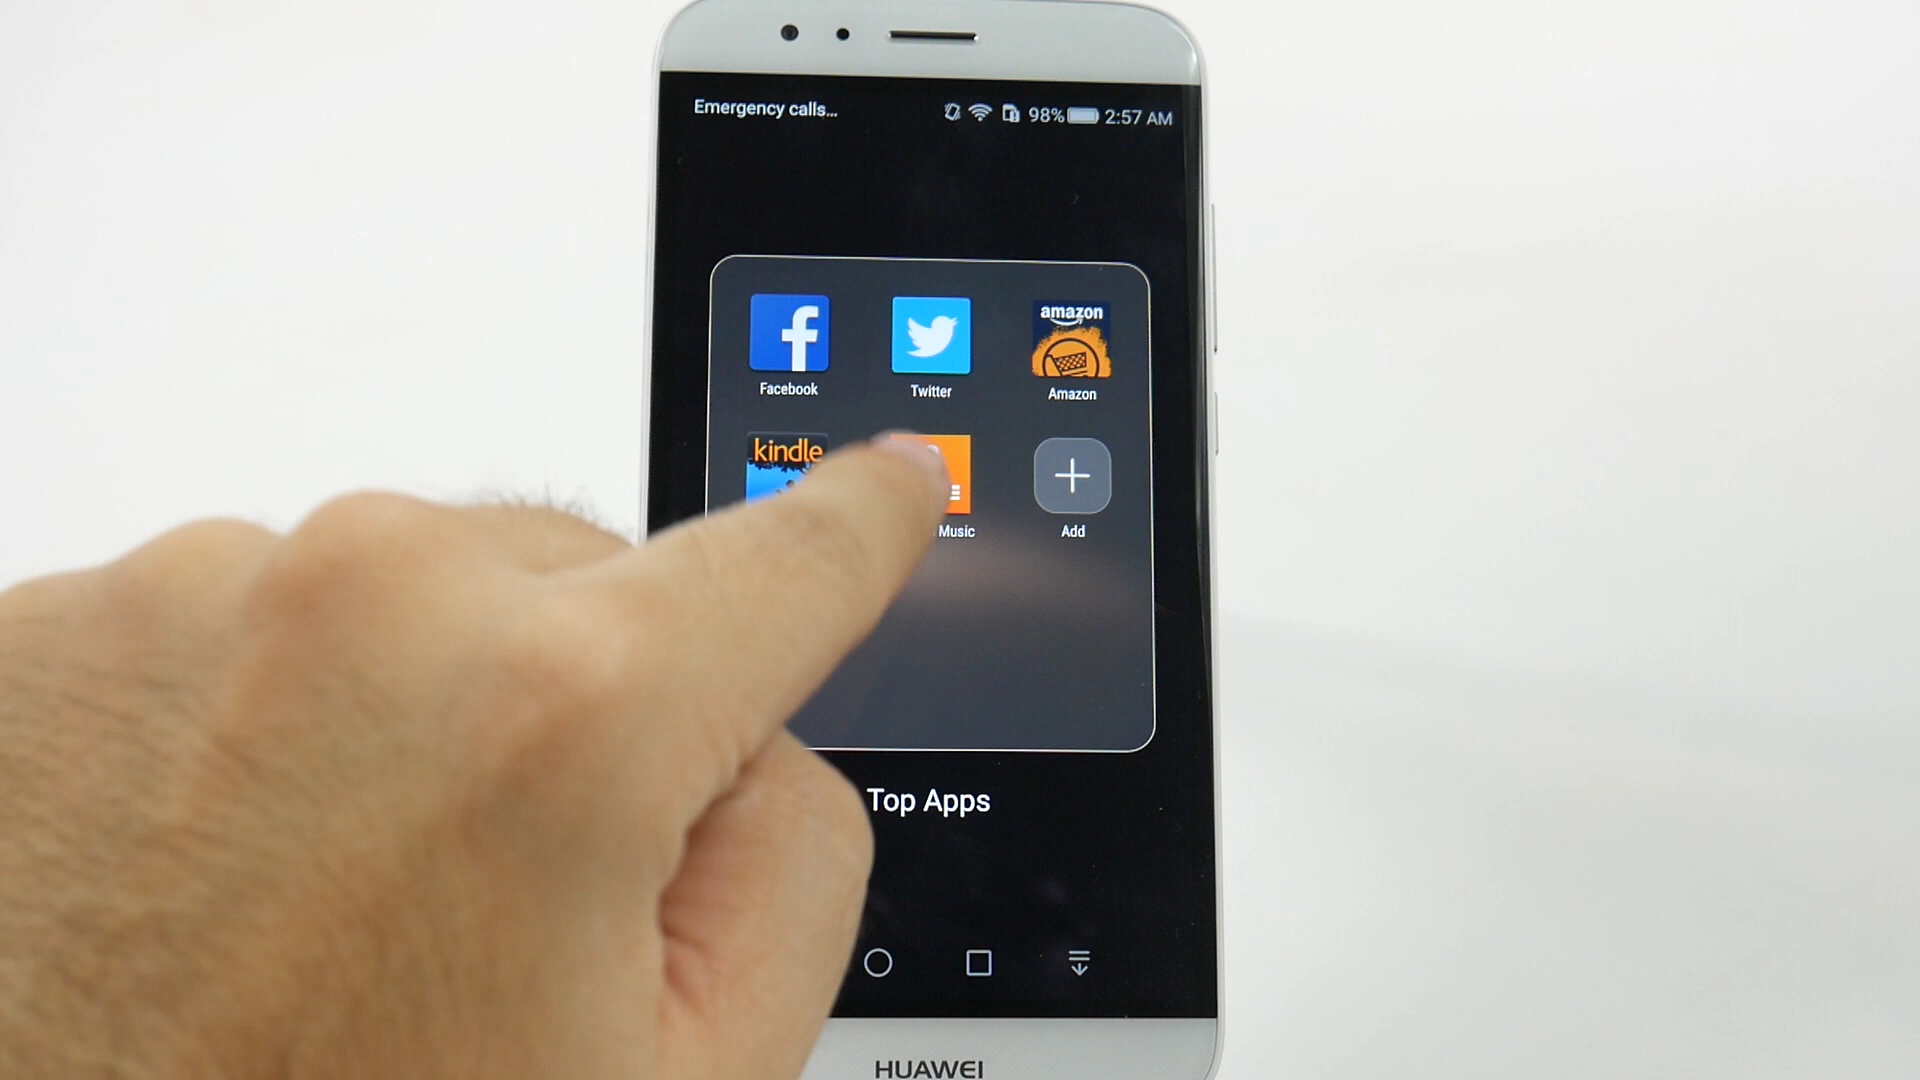 Emergency calls...
98% 2:57 AM
f
amazon
Facebook
Twitter
Amazon
kindle
Music
Add
Top Apps
HUAWEI